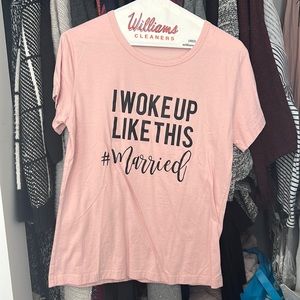 Williams
CLEANERS
I WOKE UP
LIKE THIS
#Married